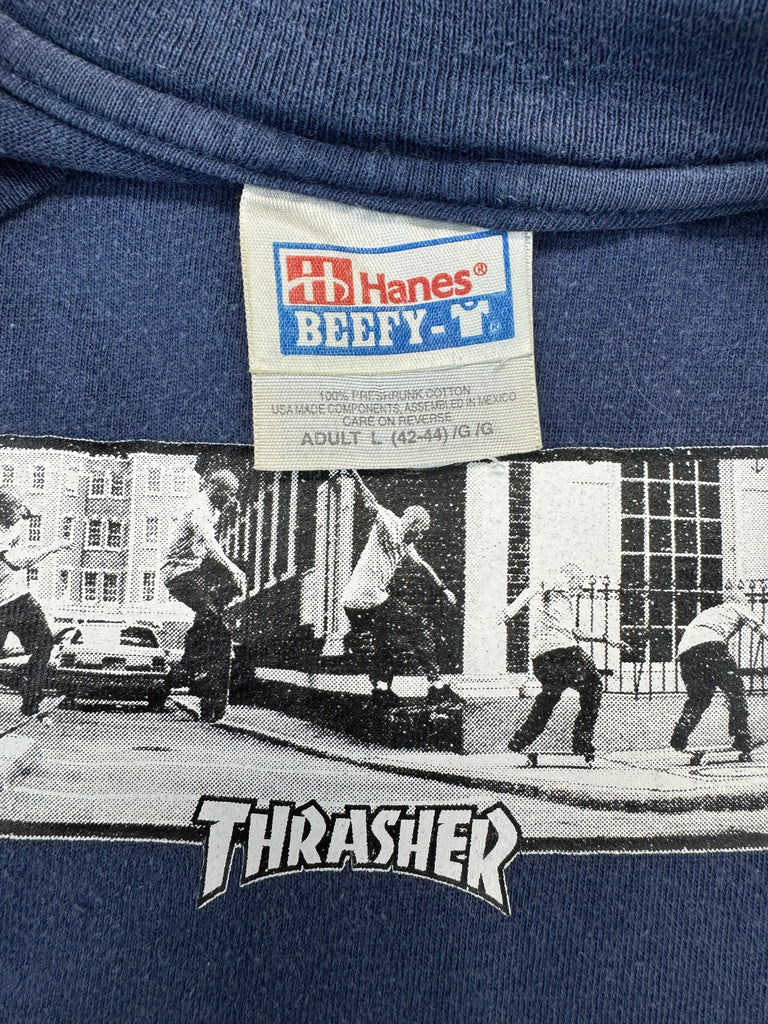 Hanes®
BEEFY-T
100% PRESHRUNK COTTON
USA MADE COMPONENTS, ASSEMBLED IN MEXICO
CARE ON REVERSE
ADULT L (42-44) /G /G
THRASHER